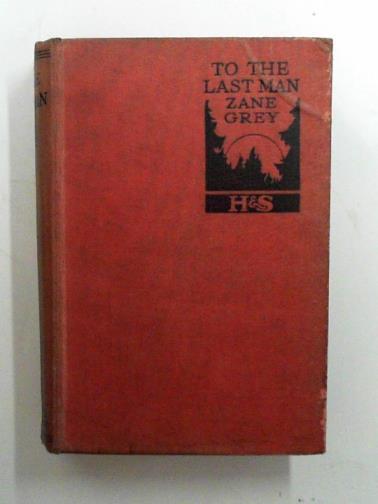 TO THE
LAST MAN
ZANE
GREY
H&S